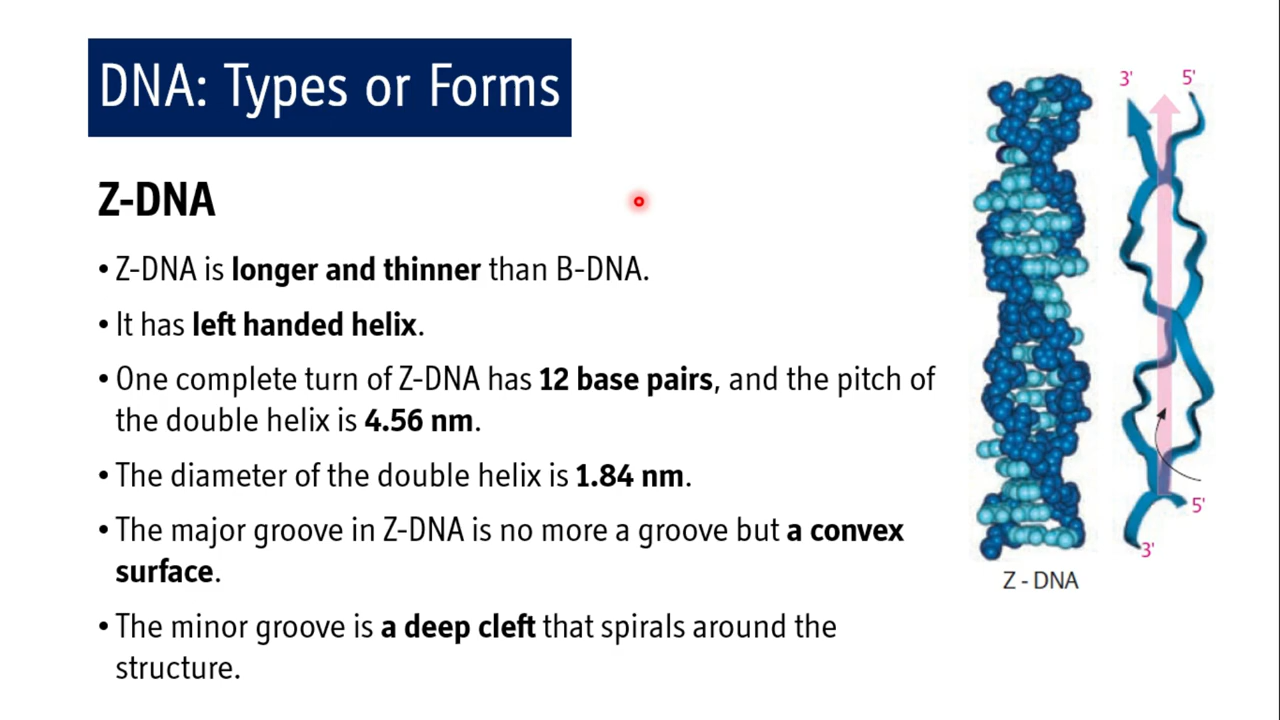 DNA: Types or Forms
Z-DNA
• Z-DNA is longer and thinner than B-DNA.
• It has left handed helix.
• One complete turn of Z-DNA has 12 base pairs, and the pitch of
the double helix is 4.56 nm.
• The diameter of the double helix is 1.84 nm.
• The major groove in Z-DNA is no more a groove but a convex
surface.
• The minor groove is a deep cleft that spirals around the
structure.
3' 5'
5'
3'
Z - DNA